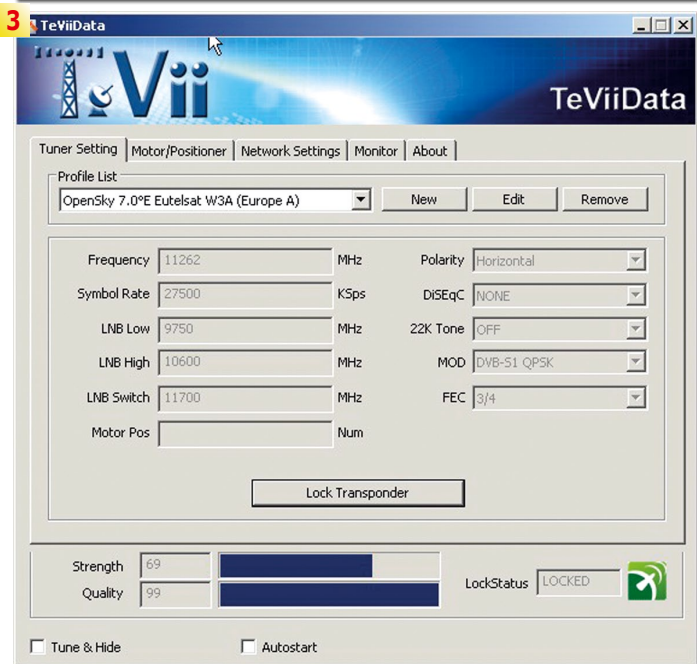 3
TeViiData
TeVii
TeViiData
Tuner Setting Motor/Positioner Network Settings Monitor About
Profile List
OpenSky 7.0°E Eutelsat W3A (Europe A) New Edit Remove
Frequency 11262 MHz Polarity Horizontal
Symbol Rate 27500 KSps DiSEqC NONE
LNB Low 9750 MHz 22K Tone OFF
LNB High 10600 MHz MOD DVB-S1 QPSK
LNB Switch 11700 MHz FEC 3/4
Motor Pos Num
Lock Transponder
Strength 69
Quality 99 LockStatus LOCKED
Tune & Hide Autostart